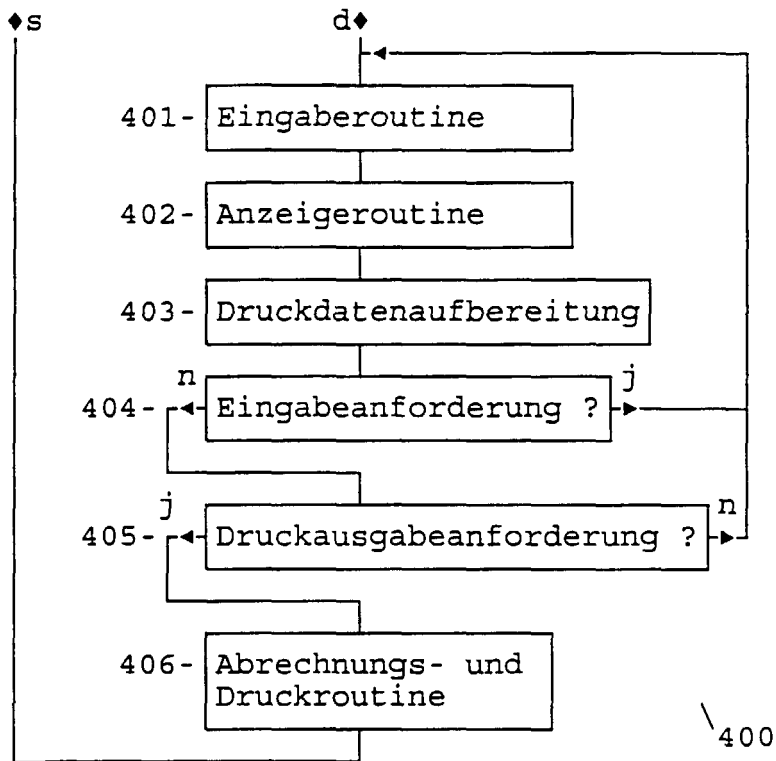 ♦s d♦
401- Eingaberoutine
402- Anzeigeroutine
403- Druckdatenaufbereitung
n j
404- Eingabeanforderung ?
j n
405- Druckausgabeanforderung ?
406- Abrechnungs- und
Druckroutine
400